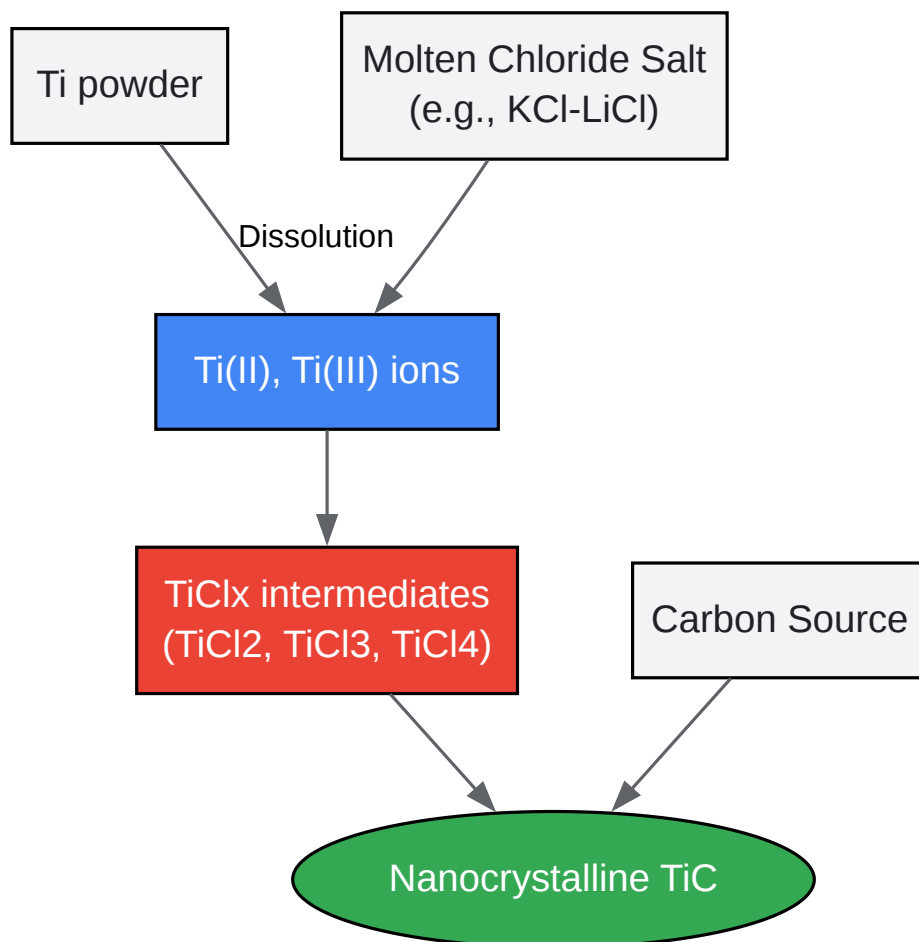 Ti powder
Molten Chloride Salt
(e.g., KCl-LiCl)
Dissolution
Ti(II), Ti(III) ions
TiClx intermediates
(TiCl2, TiCl3, TiCl4)
Carbon Source
Nanocrystalline TiC